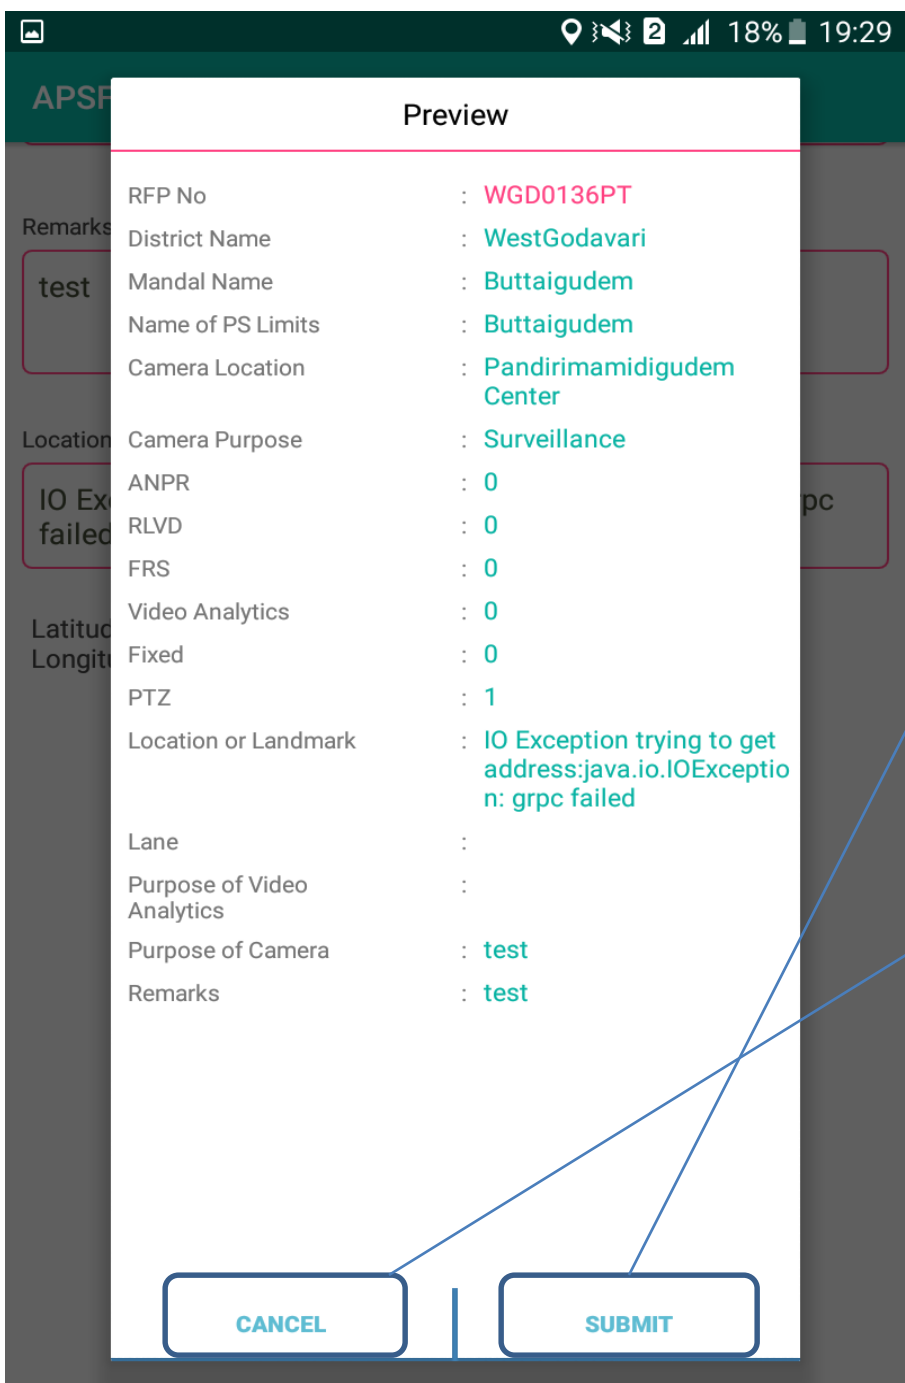 2 18% 19:29
APSF
Preview
RFP No : WGD0136PT
District Name : WestGodavari
Mandal Name : Buttaigudem
Name of PS Limits : Buttaigudem
Camera Location : Pandirimamidigudem
Center
Camera Purpose : Surveillance
ANPR : 0
RLVD : 0
FRS : 0
Video Analytics : 0
Fixed : 0
PTZ : 1
Location or Landmark : IO Exception trying to get
address:java.io.IOExceptio
n: grpc failed
Lane :
Purpose of Video :
Analytics
Purpose of Camera : test
Remarks : test
CANCEL
SUBMIT
Remarks
test
Location
IO Ex
failed
rpc
Latitud
Longit